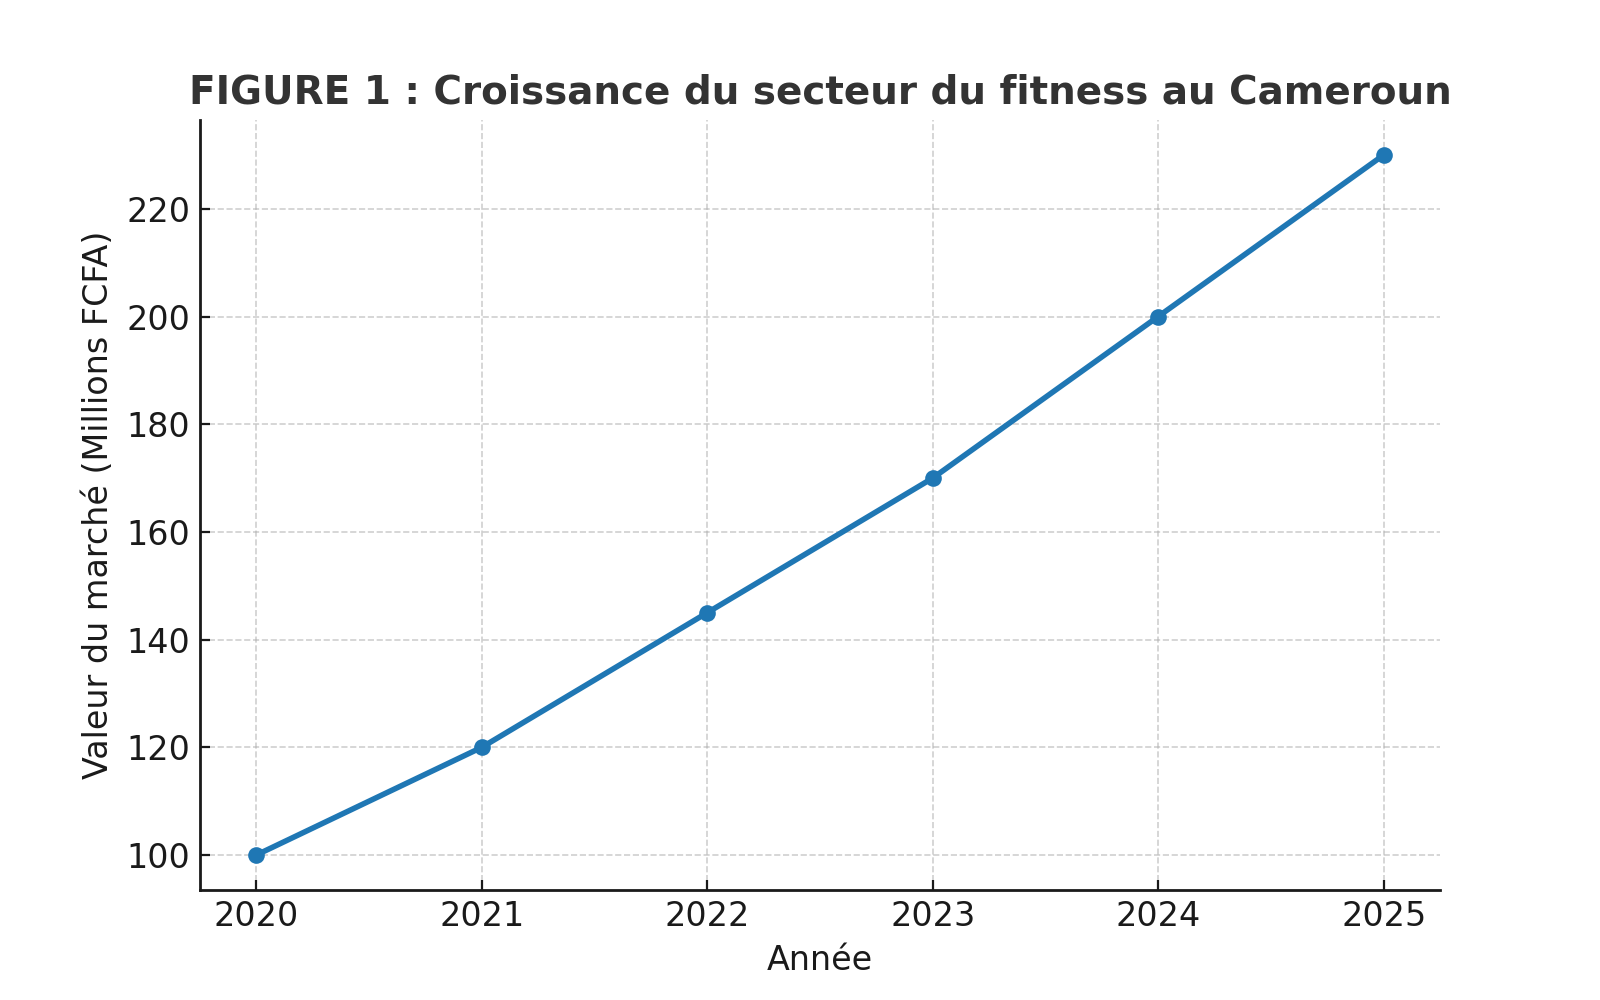 FIGURE 1 : Croissance du secteur du fitness au Cameroun
Valeur du marché (Millions FCFA)
220
200
180
160
140
120
100
2020 2021 2022 2023 2024 2025
Année